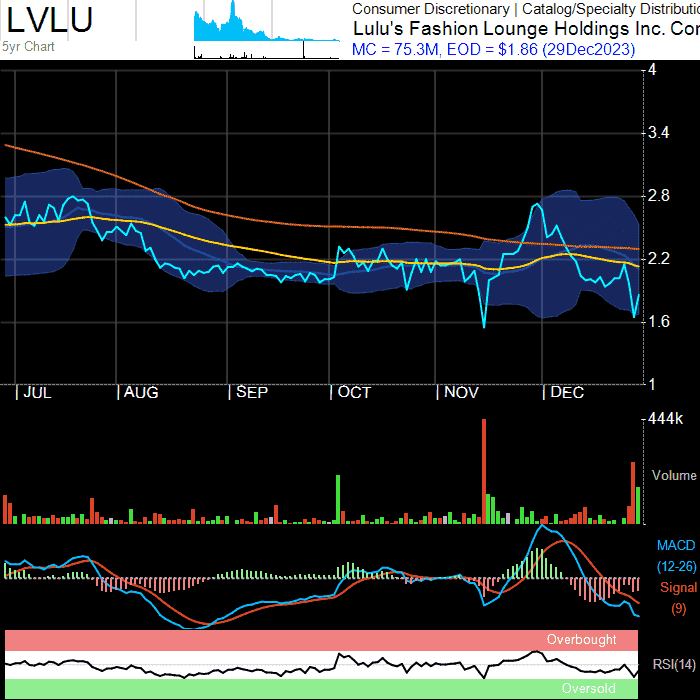 LVLU
5yr Chart
Consumer Discretionary | Catalog/Specialty Distributio
Lulu's Fashion Lounge Holdings Inc. Cor
MC = 75.3M, EOD = $1.86 (29Dec2023)
4
3.4
2.8
2.2
1.6
1
JUL AUG SEP OCT NOV DEC
444k
Volume
MACD
(12-26)
Signal
(9)
Overbought
RSI(14)
Oversold